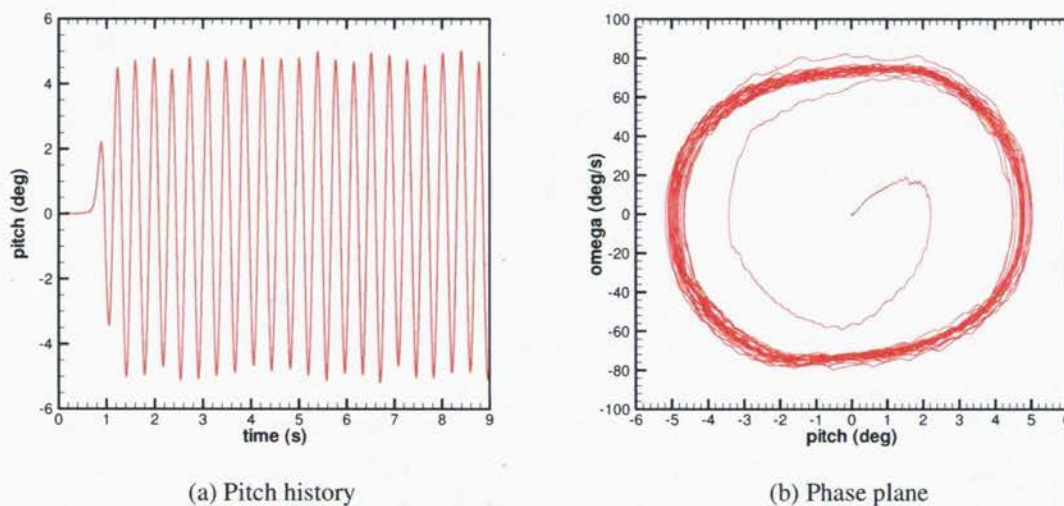 6
4
2
0
-2
-4
-6
0 1 2 3 4 5 6 7 8 9
pitch (deg)
time (s)
(a) Pitch history
100
80
60
40
20
0
-20
-40
-60
-80
-100
-6 -5 -4 -3 -2 -1 0 1 2 3 4 5 6
omega (deg/s)
pitch (deg)
(b) Phase plane